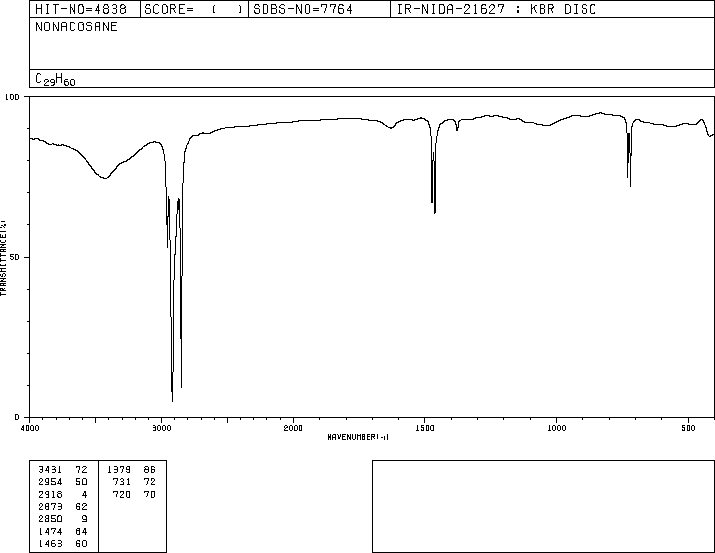 HIT-NO=4838 SCORE= ( ) SDBS-NO=7764 IR-NIDA-21627 : KBR DISC
NONACOSANE
C29H60
100
50
0
TRANSMITTANCE(%)
4000 3000 2000 1500 1000 500
WAVENUMBER(-1)
3431 72 1379 86
2954 50 731 72
2918 4 720 70
2873 62
2850 9
1474 64
1463 60